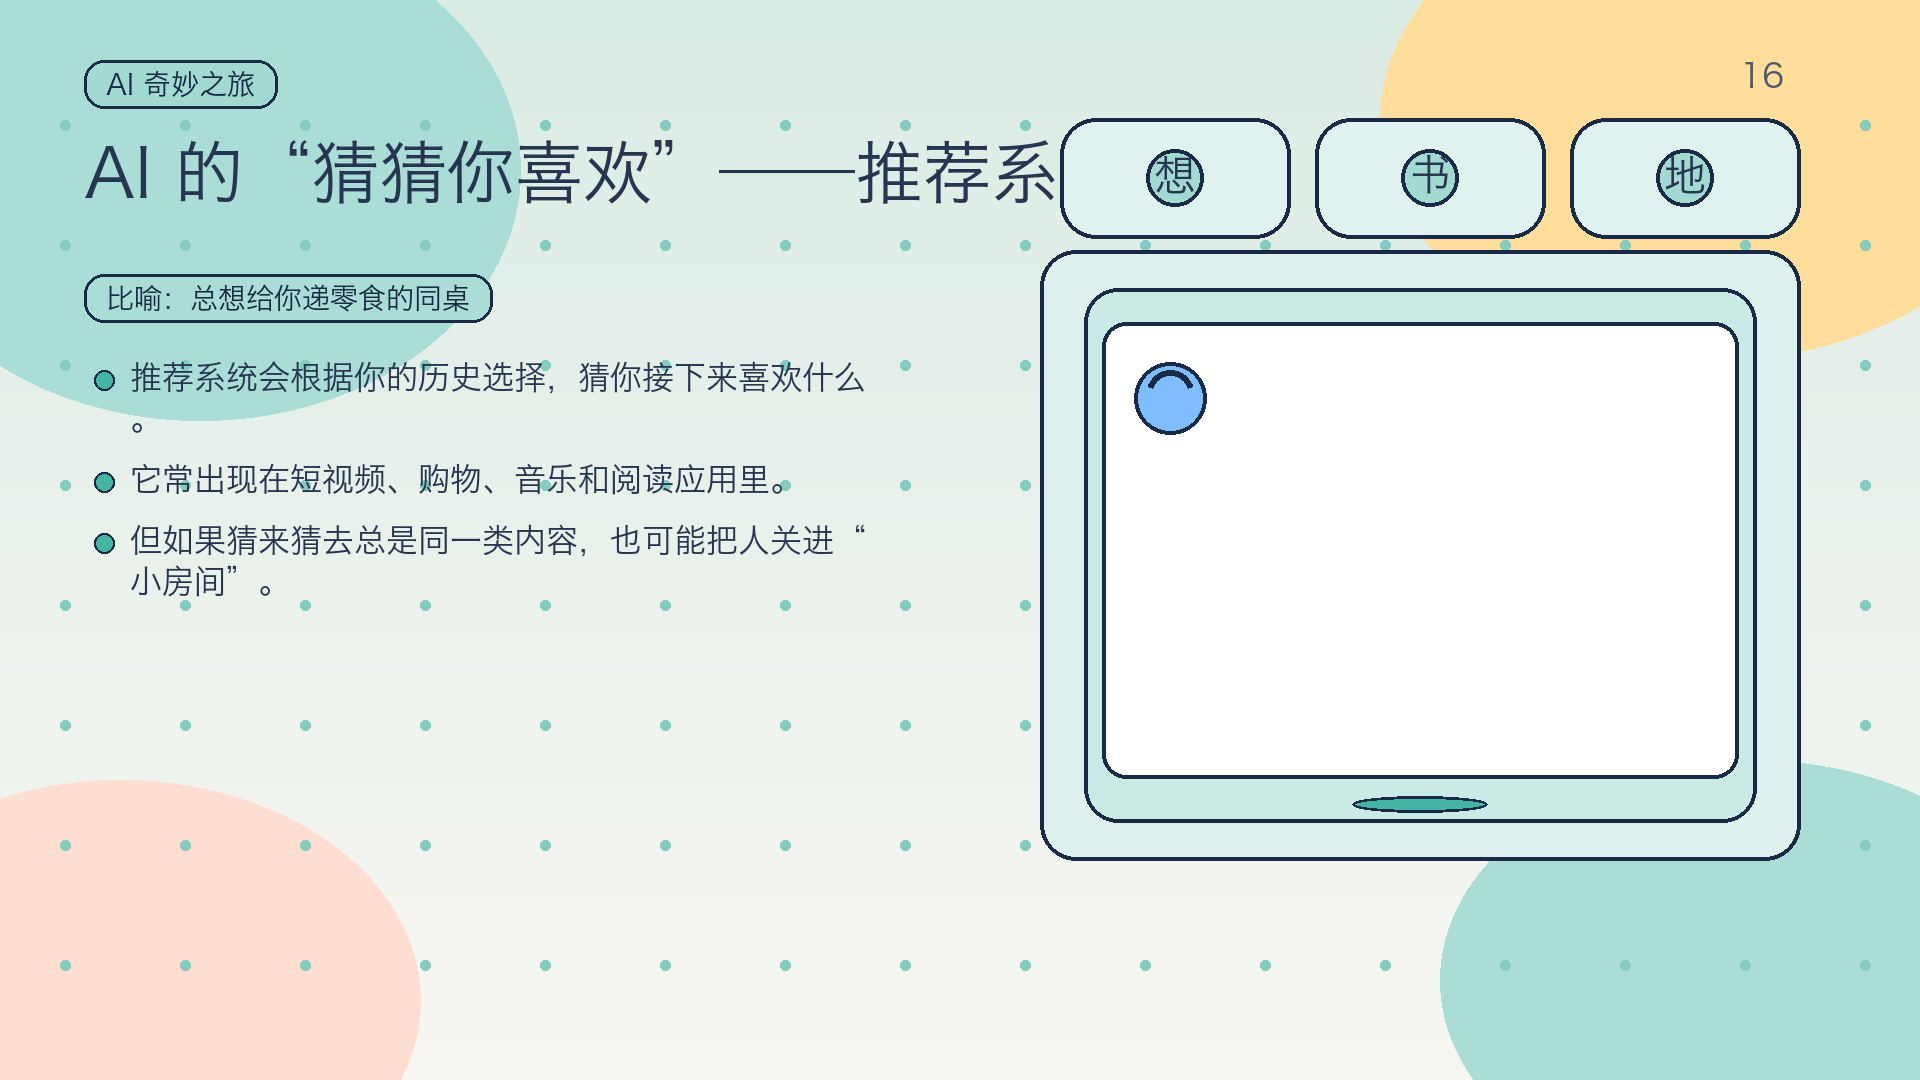 AI 奇妙之旅
16
AI 的“猜猜你喜欢”——推荐系
想
书
地
比喻：总想给你递零食的同桌
推荐系统会根据你的历史选择，猜你接下来喜欢什么
。
它常出现在短视频、购物、音乐和阅读应用里。
但如果猜来猜去总是同一类内容，也可能把人关进“
小房间”。